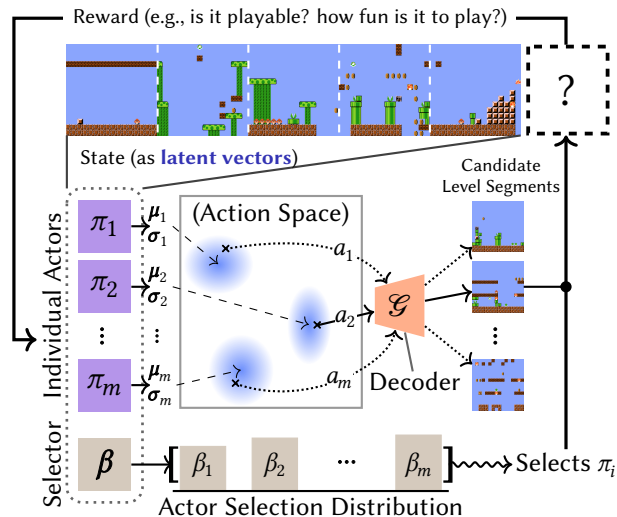 Reward (e.g., is it playable? how fun is it to play?)
?
State (as latent vectors)
Candidate
Level Segments
(Action Space)
Individual Actors
π₁
μ₁
σ₁
a₁
π₂
μ₂
σ₂
a₂
𝒢
⋮
⋮
⋮
πₘ
μₘ
σₘ
aₘ
Decoder
Selector
β
[ β₁ β₂ ··· βₘ ]
Selects πᵢ
Actor Selection Distribution